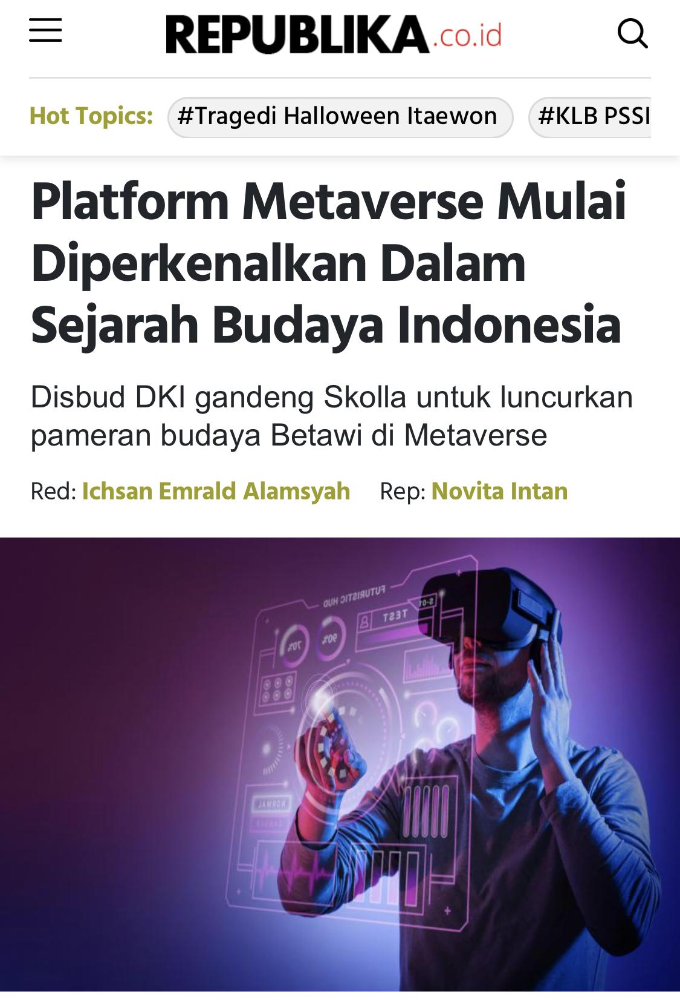 REPUBLIKA.co.id
Hot Topics: #Tragedi Halloween Itaewon #KLB PSSI
Platform Metaverse Mulai
Diperkenalkan Dalam
Sejarah Budaya Indonesia
Disbud DKI gandeng Skolla untuk luncurkan
pameran budaya Betawi di Metaverse
Red: Ichsan Emrald Alamsyah Rep: Novita Intan
FUTURISTIC HUD
S-01
TEST
70% 90%
NORMAL